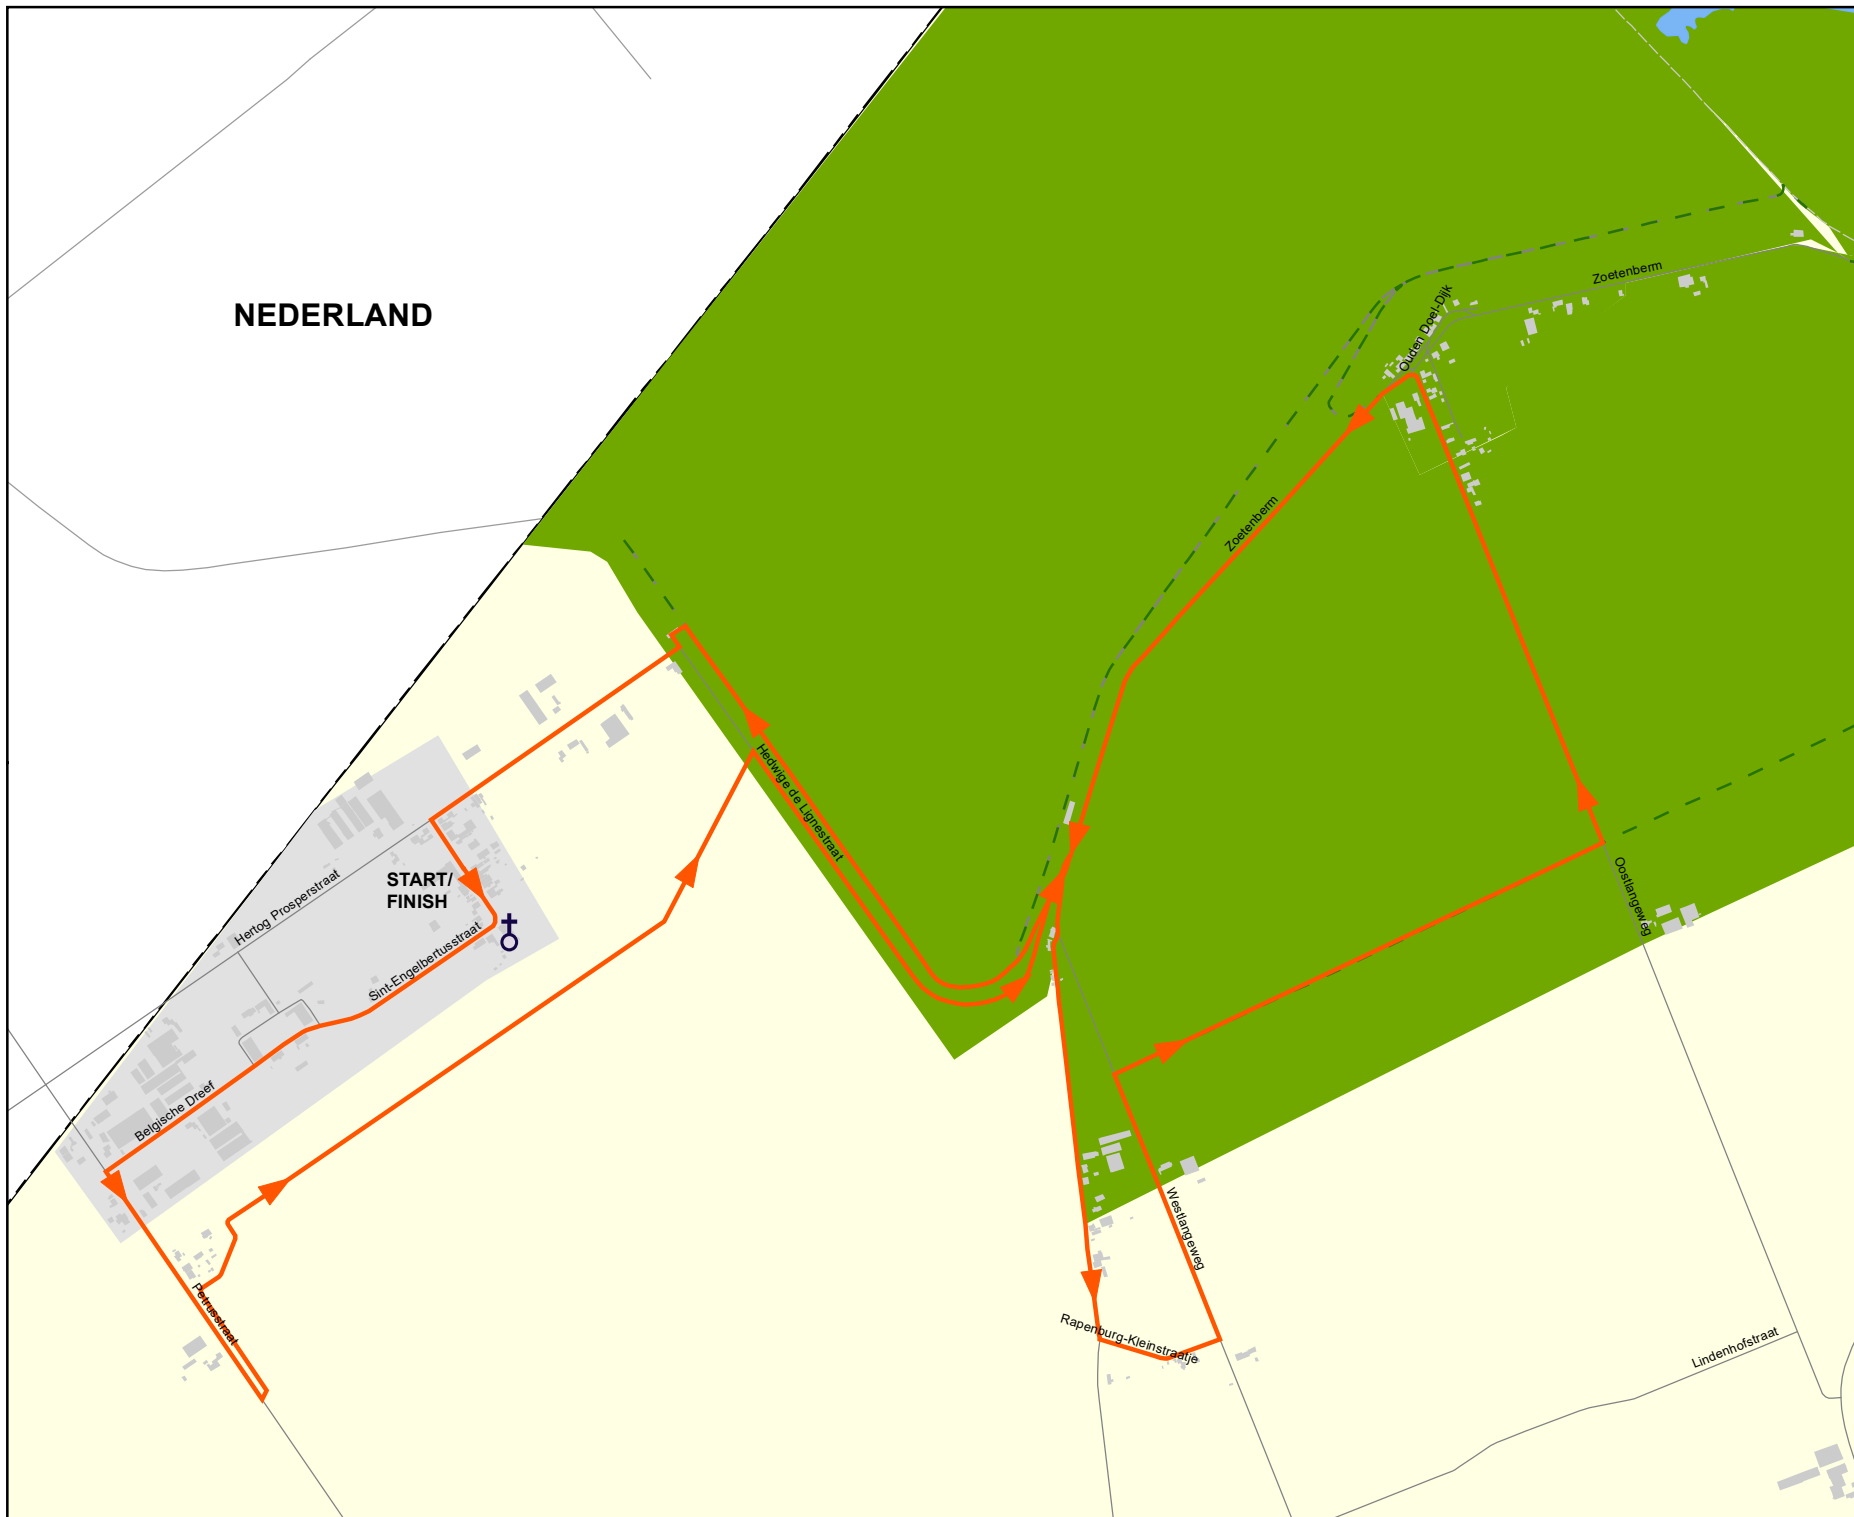 Zoetenberm
Ouden Doel-Dijk
NEDERLAND
Zoetenberm
Hedwige de Lignestraat
START/
FINISH
Hertog Prosperstraat
Sint-Engelbertusstraat
Oostlangeweg
Belgische Dreef
Westlangeweg
Petrusstraat
Rapenburg-Kleinstraatje
Lindenhofstraat